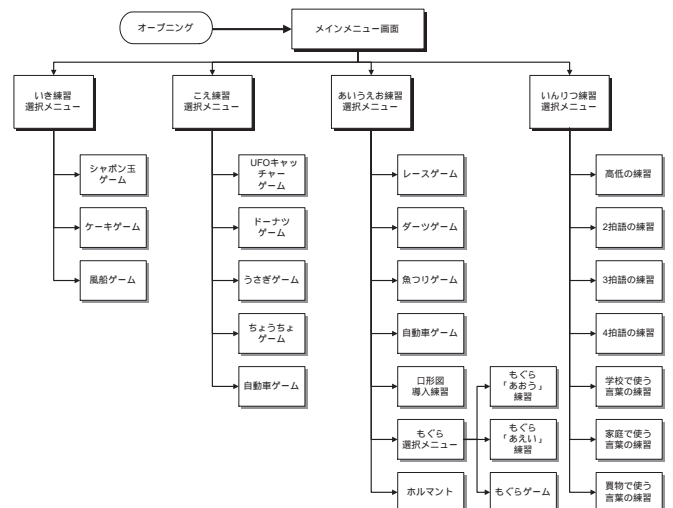 オープニング
メインメニュー画面
いき練習
選択メニュー
こえ練習
選択メニュー
あいうえお練習
選択メニュー
いんりつ練習
選択メニュー
シャボン玉
ゲーム
ケーキゲーム
風船ゲーム
UFOキャッ
チャー
ゲーム
ドーナツ
ゲーム
うさぎゲーム
ちょうちょ
ゲーム
自動車ゲーム
レースゲーム
ダーツゲーム
魚つりゲーム
自動車ゲーム
口形図
導入練習
もぐら
選択メニュー
ホルマント
もぐら
「あおう」
練習
もぐら
「あえい」
練習
もぐらゲーム
高低の練習
2拍語の練習
3拍語の練習
4拍語の練習
学校で使う
言葉の練習
家庭で使う
言葉の練習
買物で使う
言葉の練習